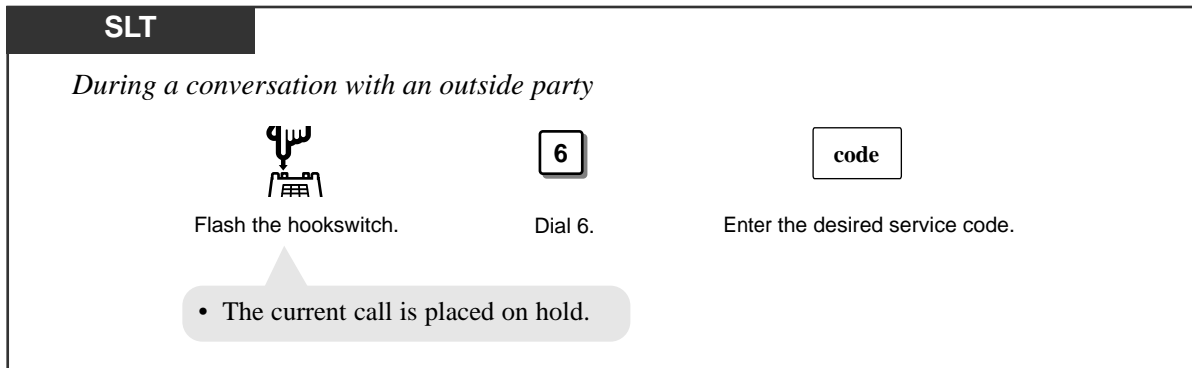 SLT
During a conversation with an outside party
6
code
Flash the hookswitch.
Dial 6.
Enter the desired service code.
• The current call is placed on hold.